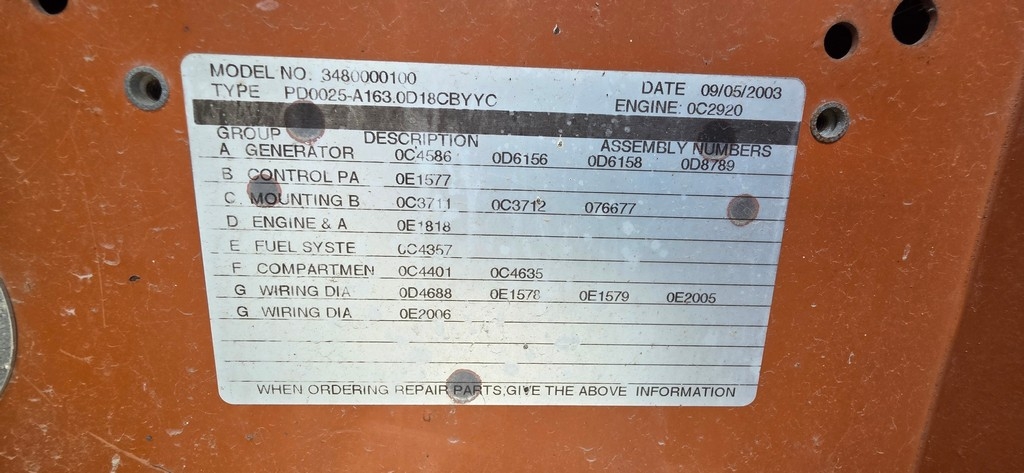 MODEL NO. 3480000100
TYPE PD0025-A163.0D18CBYYC
DATE 09/05/2003
ENGINE: 0C2920
GROUP DESCRIPTION ASSEMBLY NUMBERS
A GENERATOR 0C4586 0D6156 0D6158 0D8789
B CONTROL PA 0E1577
C MOUNTING B 0C3711 0C3712 076677
D ENGINE & A 0E1818
E FUEL SYSTE 0C4357
F COMPARTMEN 0C4401 0C4635
G WIRING DIA 0D4688 0E1578 0E1579 0E2005
G WIRING DIA 0E2006
WHEN ORDERING REPAIR PARTS, GIVE THE ABOVE INFORMATION